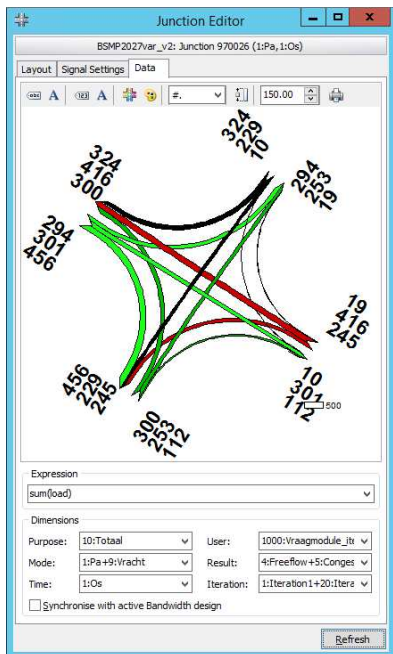 Junction Editor
BSMP2027var_v2: Junction 970026 (1:Pa,1:Os)
Layout Signal Settings Data
abc A 123 A #. 150.00
324
229
10
294
253
19
324
416
300
294
301
456
19
416
245
10
301
112
500
456
229
245
300
253
112
Expression
sum(load)
Dimensions
Purpose: 10:Totaal User: 1000:Vraagmodule_ite
Mode: 1:Pa+9:Vracht Result: 4:Freeflow+5:Conges
Time: 1:Os Iteration: 1:Iteration1+20:Itera
Synchronise with active Bandwidth design
Refresh